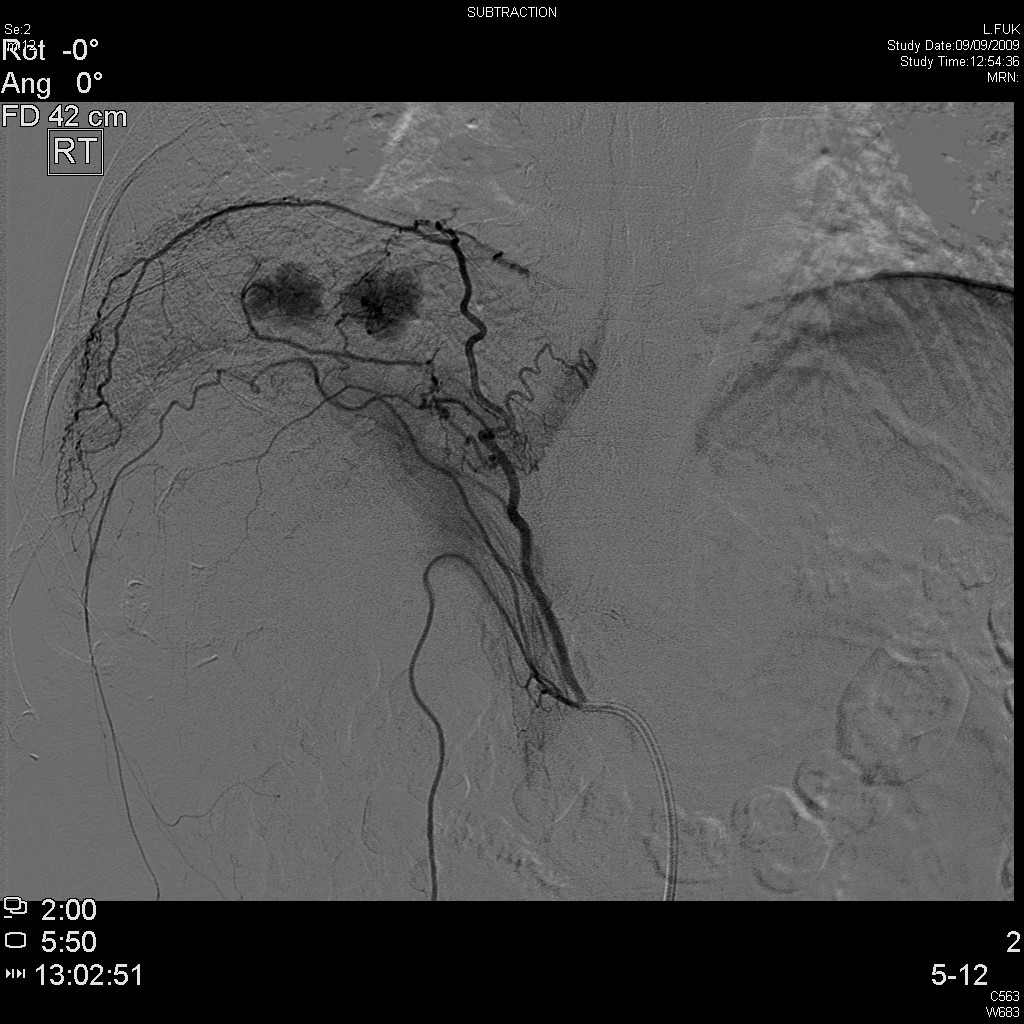 SUBTRACTION
Se:2
L.FUK
Rot -0°
Study Date:09/09/2009
Study Time:12:54:36
Ang 0°
MRN:
FD 42 cm
RT
2:00
5:50
2
13:02:51
5-12
C563
W683